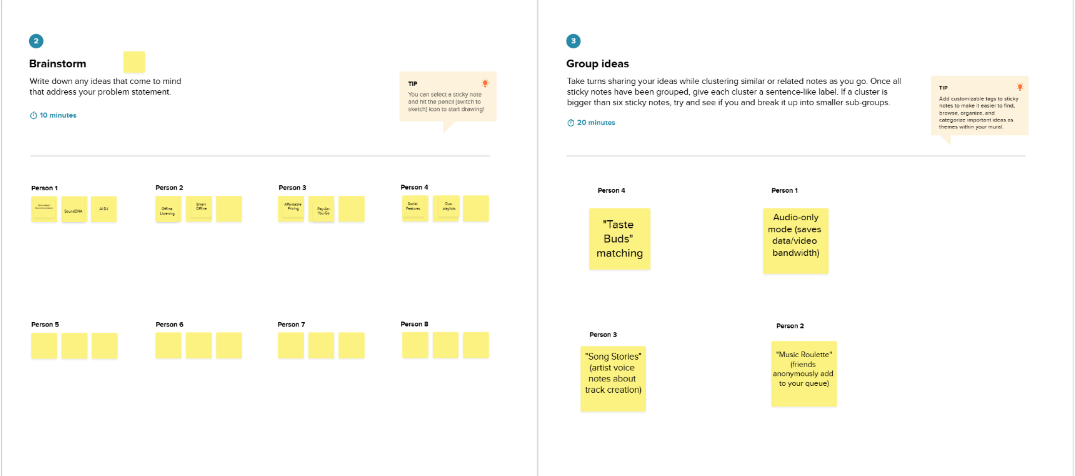 2
Brainstorm
Write down any ideas that come to mind
that address your problem statement.
10 minutes
TIP
You can select a sticky note
and hit the pencil [switch to
sketch] icon to start drawing!
Person 1
SoundDNA
AI DJ
Person 2
Offline
Listening
Smart
Offline
Person 3
Affordable
Pricing
Pay-As-
You-Go
Person 4
Social
Features
Duo
playlists
Person 5
Person 6
Person 7
Person 8
3
Group ideas
Take turns sharing your ideas while clustering similar or related notes as you go. Once all
sticky notes have been grouped, give each cluster a sentence-like label. If a cluster is
bigger than six sticky notes, try and see if you and break it up into smaller sub-groups.
20 minutes
TIP
Add customizable tags to sticky
notes to make it easier to find,
browse, organize, and
categorize important ideas as
themes within your mural.
Person 4
"Taste
Buds"
matching
Person 1
Audio-only
mode (saves
data/video
bandwidth)
Person 3
"Song Stories"
(artist voice
notes about
track creation)
Person 2
"Music Roulette"
(friends
anonymously add
to your queue)